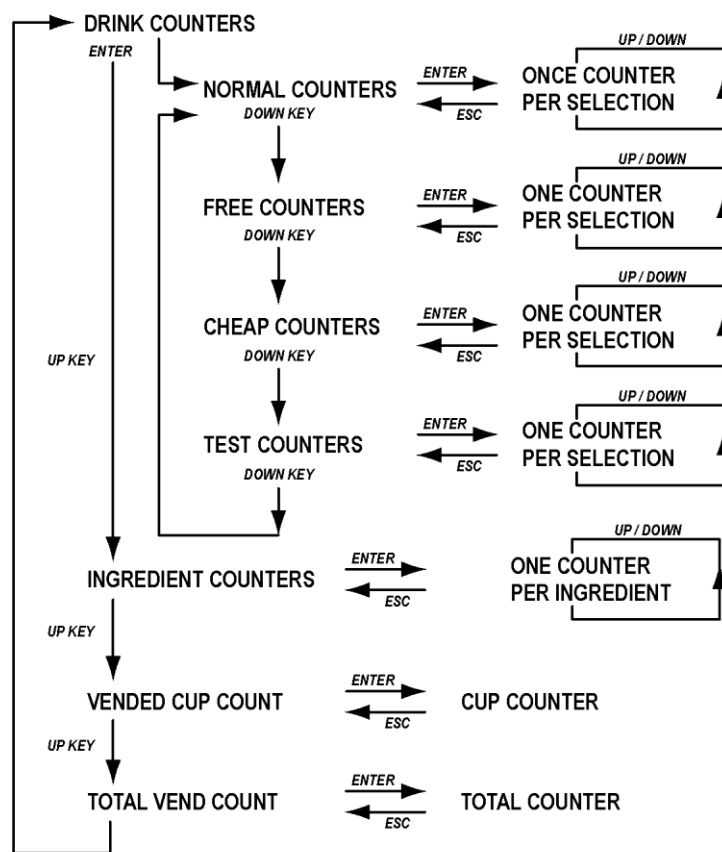 DRINK COUNTERS
ENTER
UP / DOWN
NORMAL COUNTERS
ENTER
ESC
ONCE COUNTER
PER SELECTION
DOWN KEY
UP / DOWN
FREE COUNTERS
ENTER
ESC
ONE COUNTER
PER SELECTION
DOWN KEY
UP / DOWN
CHEAP COUNTERS
ENTER
ESC
ONE COUNTER
PER SELECTION
DOWN KEY
UP KEY
UP / DOWN
TEST COUNTERS
ENTER
ESC
ONE COUNTER
PER SELECTION
DOWN KEY
UP / DOWN
INGREDIENT COUNTERS
ENTER
ESC
ONE COUNTER
PER INGREDIENT
UP KEY
VENDED CUP COUNT
ENTER
ESC
CUP COUNTER
UP KEY
TOTAL VEND COUNT
ENTER
ESC
TOTAL COUNTER